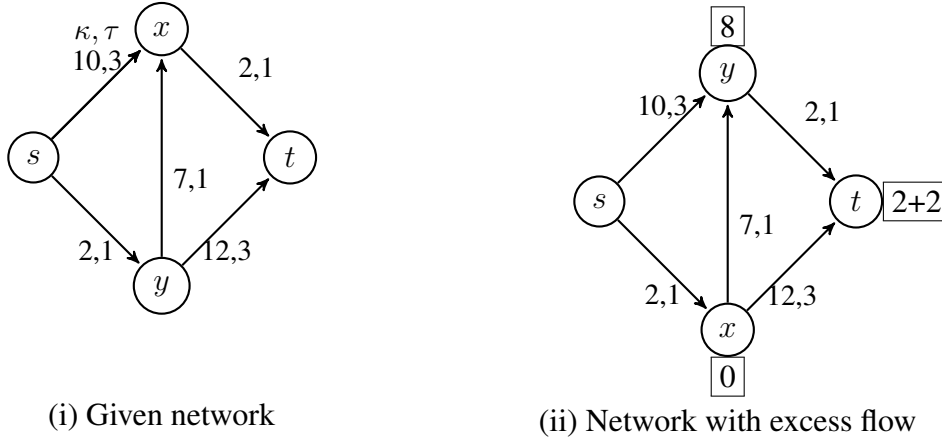 κ, τ
x
10,3
2,1
s
t
7,1
2,1
12,3
y
(i) Given network
8
y
10,3
2,1
s
t
2+2
7,1
2,1
12,3
x
0
(ii) Network with excess flow